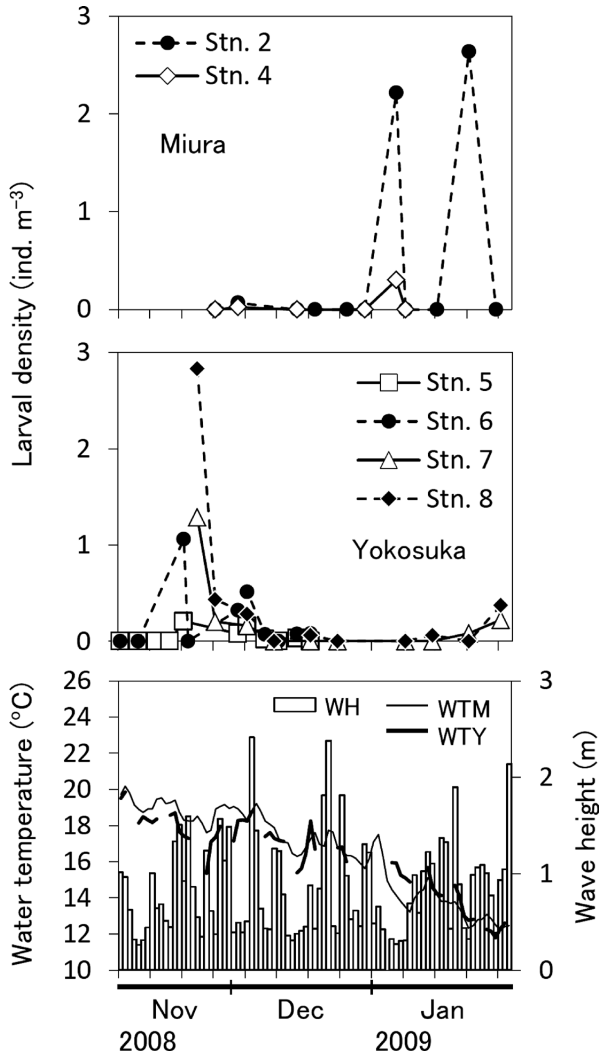 3
Stn. 2
Stn. 4
2
Miura
1
0
Larval density (ind. m⁻³)
3
Stn. 5
Stn. 6
2
Stn. 7
Stn. 8
1
Yokosuka
0
26
24
22
20
18
16
14
12
10
Water temperature (°C)
WH
WTM
WTY
3
2
1
0
Wave height (m)
Nov Dec Jan
2008 2009